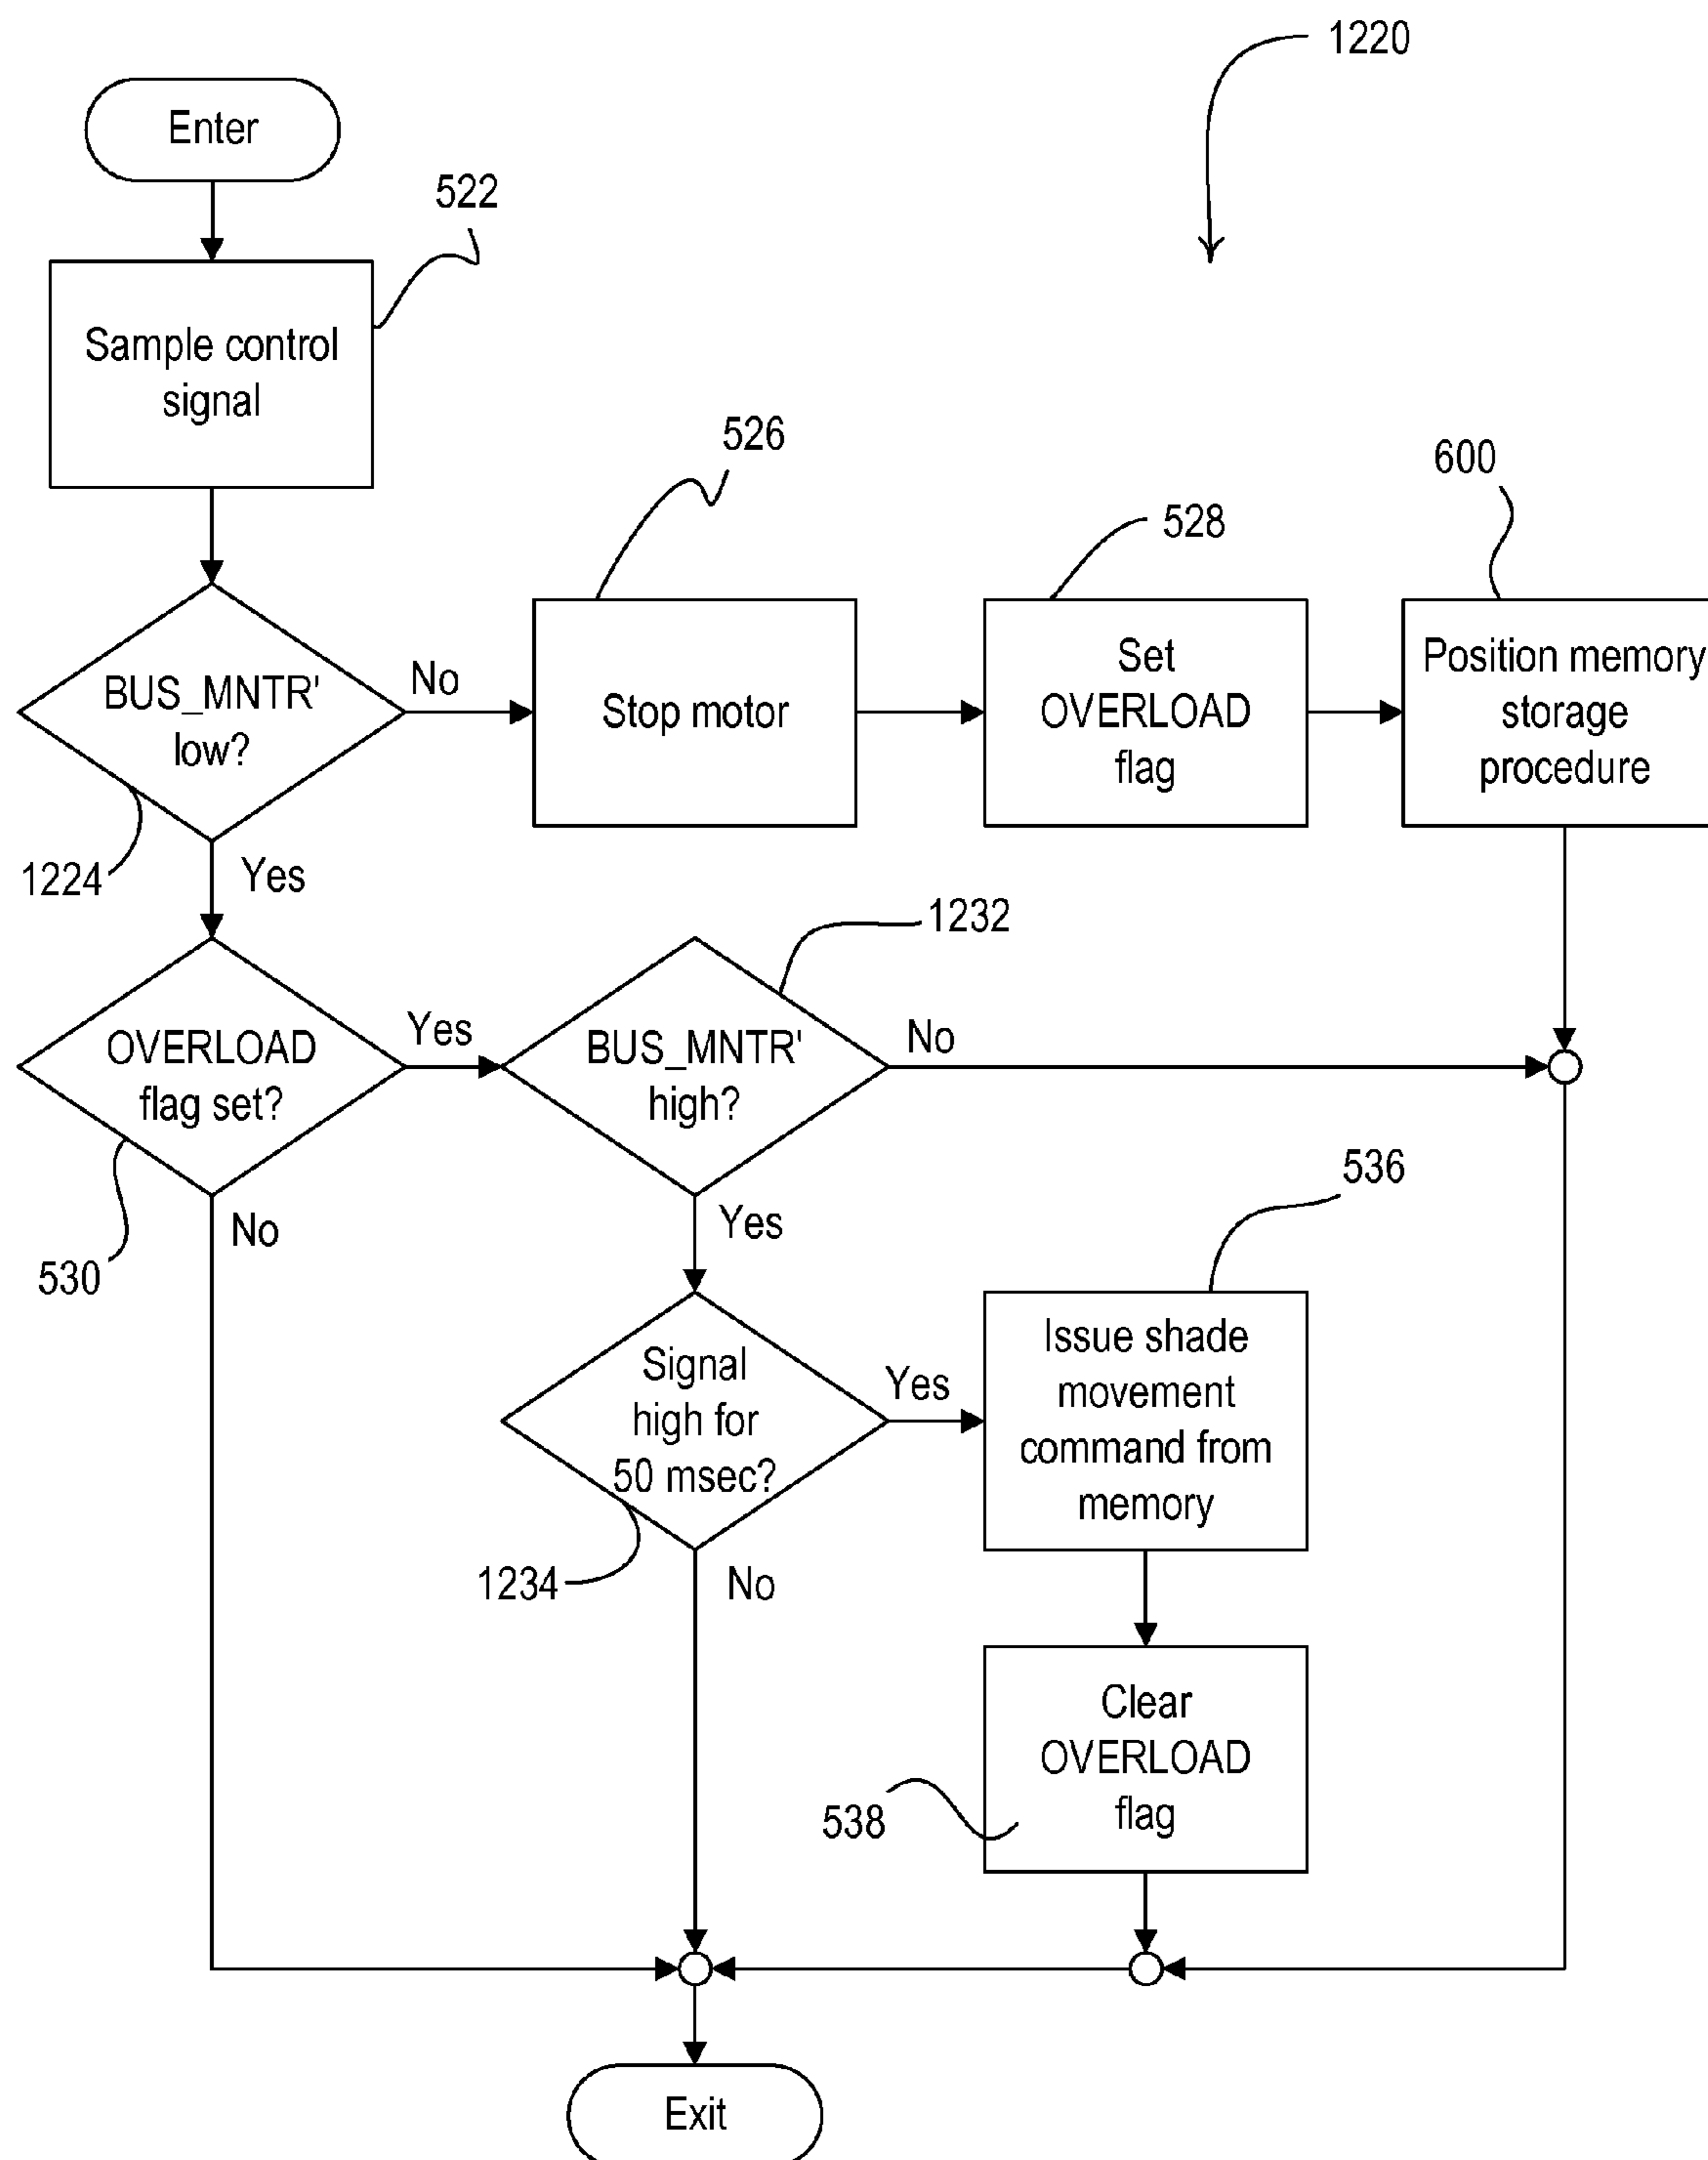 1220
Enter
522
Sample control
signal
526
600
528
BUS_MNTR'
low?
No
Stop motor
Set
OVERLOAD
flag
Position memory
storage
procedure
1224
Yes
1232
OVERLOAD
flag set?
Yes
BUS_MNTR'
high?
No
536
No
530
Yes
Signal
high for
50 msec?
Yes
Issue shade
movement
command from
memory
1234
No
Clear
OVERLOAD
flag
538
Exit